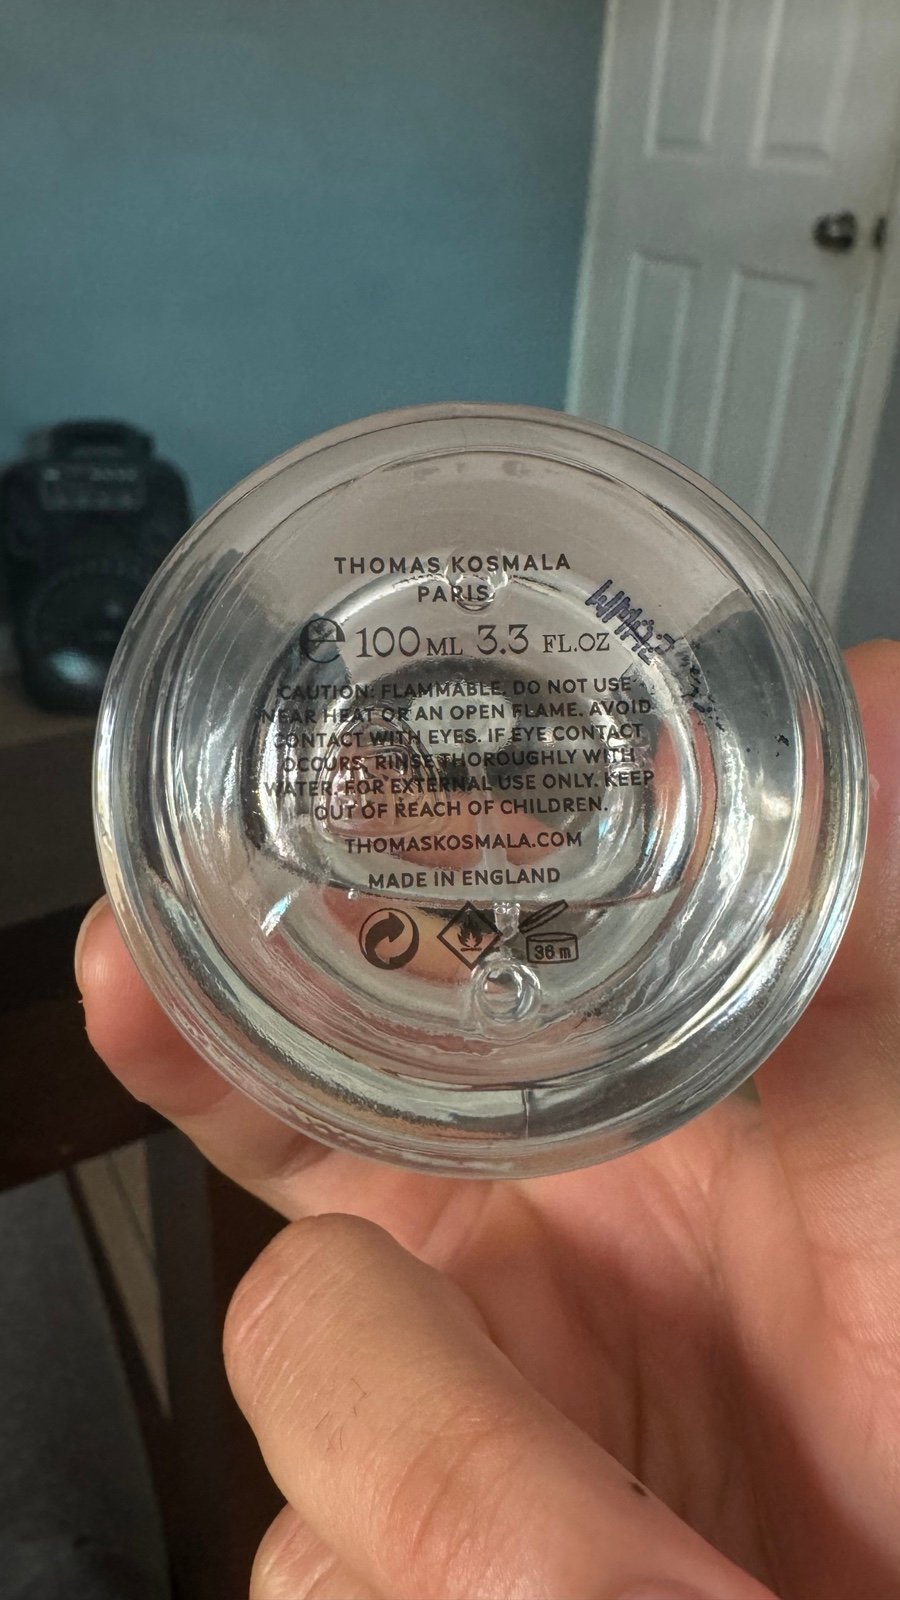 THOMAS KOSMALA
PARIS
e 100 ML 3.3 FL.OZ
CAUTION: FLAMMABLE. DO NOT USE
NEAR HEAT OR AN OPEN FLAME. AVOID
CONTACT WITH EYES. IF EYE CONTACT
OCOURS, RINSE THOROUGHLY WITH
WATER. FOR EXTERNAL USE ONLY. KEEP
OUT OF REACH OF CHILDREN.
THOMASKOSMALA.COM
MADE IN ENGLAND
36 m